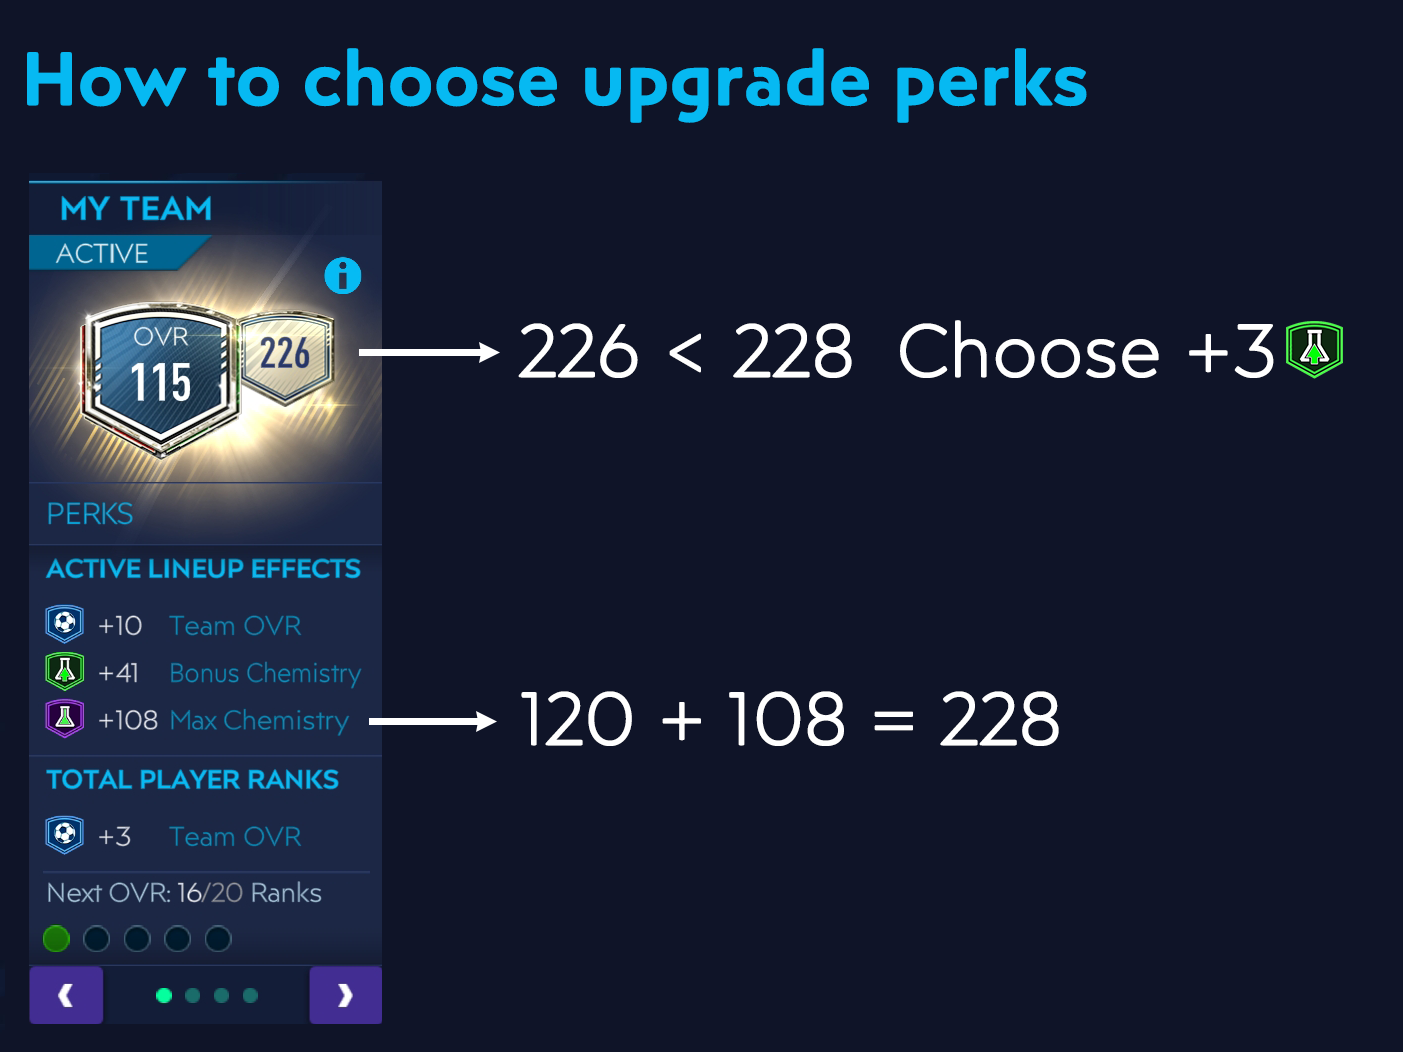 How to choose upgrade perks
MY TEAM
ACTIVE
OVR
115
226
226 < 228 Choose +3
PERKS
ACTIVE LINEUP EFFECTS
+10 Team OVR
+41 Bonus Chemistry
+108 Max Chemistry
120 + 108 = 228
TOTAL PLAYER RANKS
+3 Team OVR
Next OVR: 16/20 Ranks